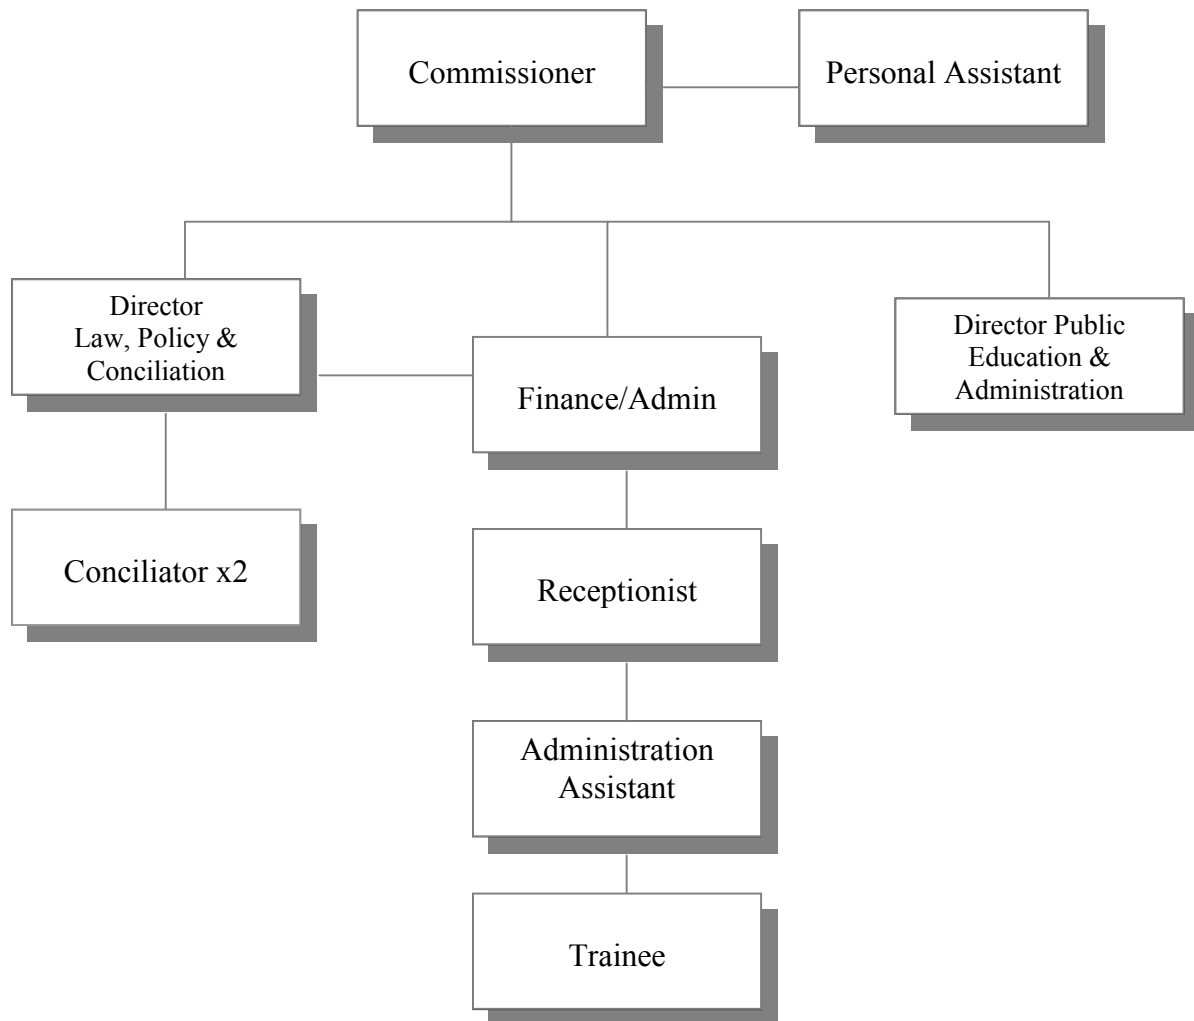 Commissioner
Personal Assistant
Director
Law, Policy &
Conciliation
Finance/Admin
Director Public
Education &
Administration
Conciliator x2
Receptionist
Administration
Assistant
Trainee